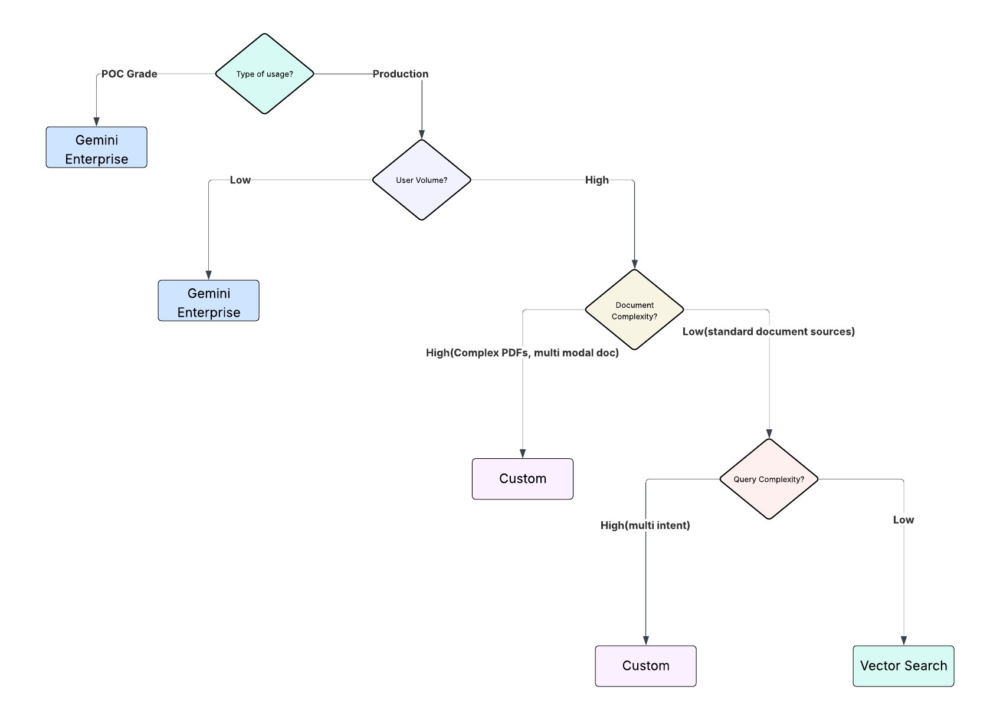 POC Grade
Type of usage?
Production
Gemini
Enterprise
Low
User Volume?
High
Gemini
Enterprise
Document
Complexity?
Low(standard document sources)
High(Complex PDFs, multi modal doc)
Custom
Query Complexity?
High(multi intent)
Low
Custom
Vector Search